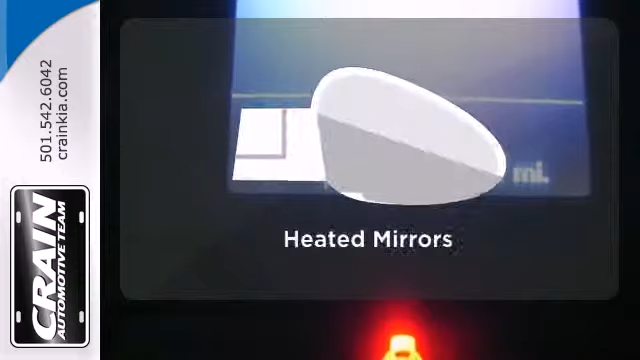 501.542.6042
crainkia.com
CRAIN
AUTOMOTIVE TEAM
mi.
Heated Mirrors